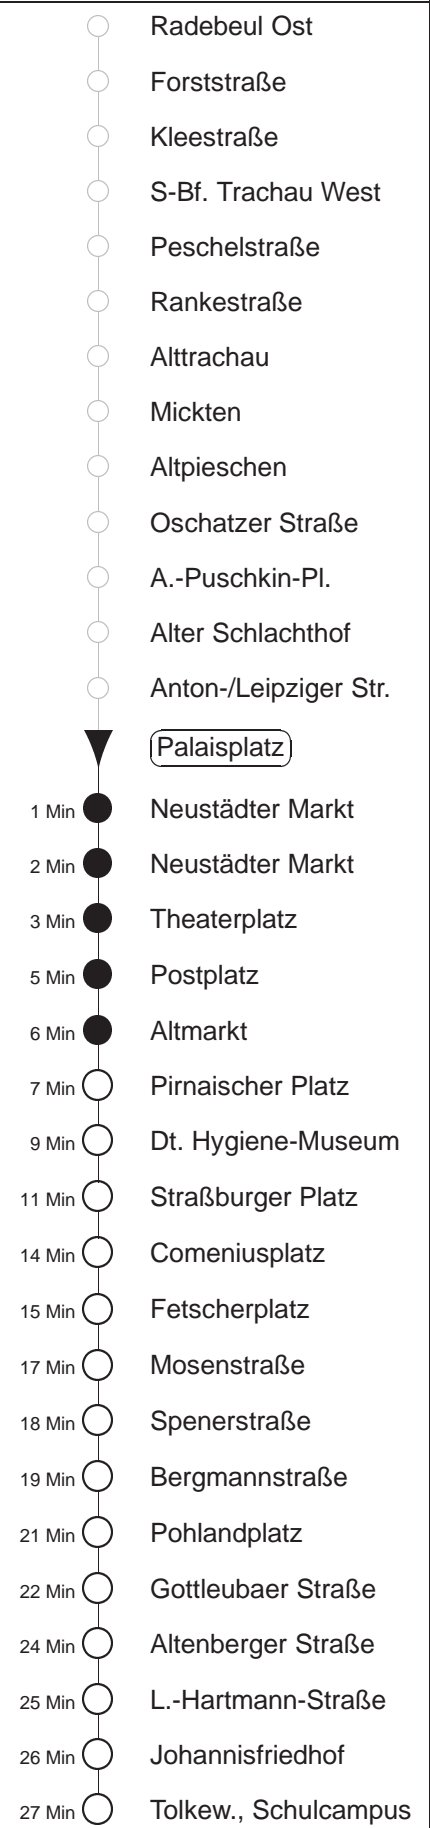 Radebeul Ost
Forststraße
Kleestraße
S-Bf. Trachau West
Peschelstraße
Rankestraße
Alttrachau
Mickten
Altpieschen
Oschatzer Straße
A.-Puschkin-Pl.
Alter Schlachthof
Anton-/Leipziger Str.
Palaisplatz
1 Min Neustädter Markt
2 Min Neustädter Markt
3 Min Theaterplatz
5 Min Postplatz
6 Min Altmarkt
7 Min Pirnaischer Platz
9 Min Dt. Hygiene-Museum
11 Min Straßburger Platz
14 Min Comeniusplatz
15 Min Fetscherplatz
17 Min Mosenstraße
18 Min Spenerstraße
19 Min Bergmannstraße
21 Min Pohlandplatz
22 Min Gottleubaer Straße
24 Min Altenberger Straße
25 Min L.-Hartmann-Straße
26 Min Johannisfriedhof
27 Min Tolkew., Schulcampus